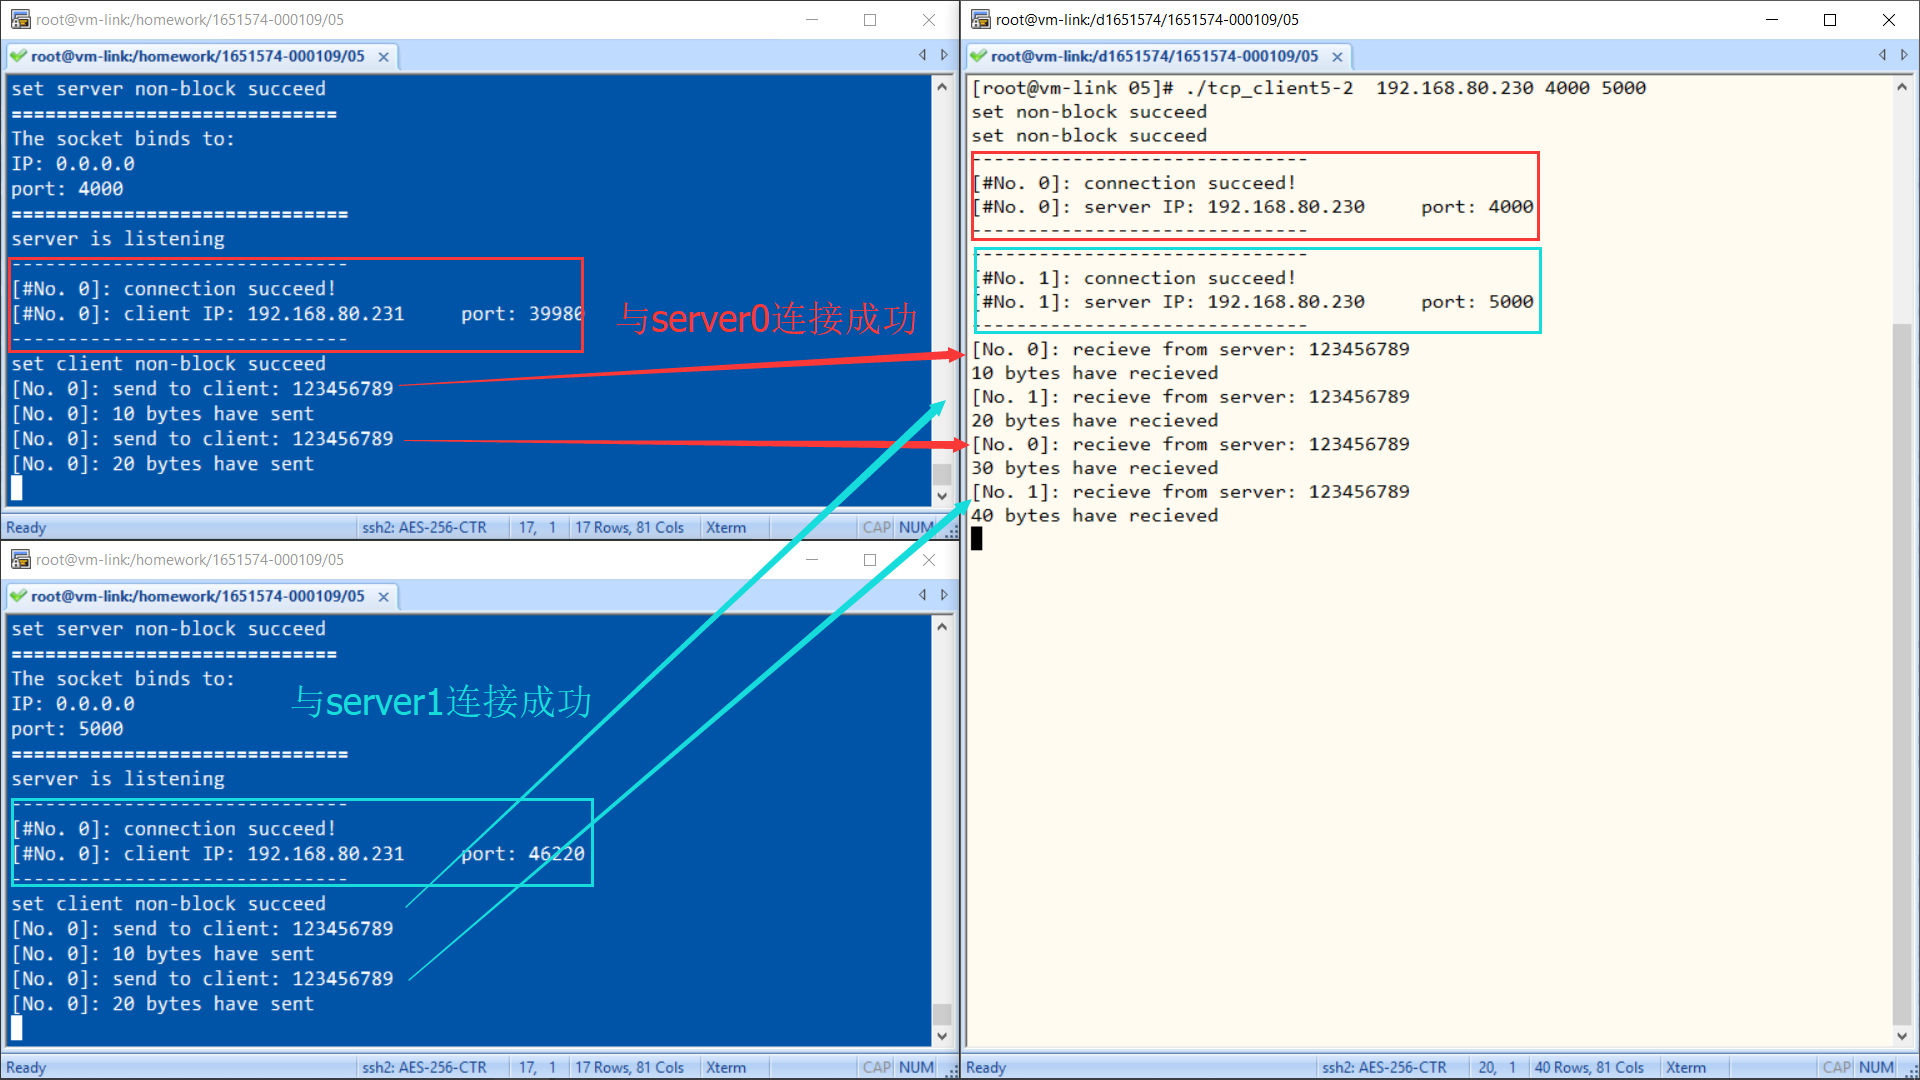 root@vm-link:/homework/1651574-000109/05
root@vm-link:/homework/1651574-000109/05
set server non-block succeed
=============================
The socket binds to:
IP: 0.0.0.0
port: 4000
==============================
server is listening
------------------------------
[#No. 0]: connection succeed!
[#No. 0]: client IP: 192.168.80.231     port: 39980
------------------------------
set client non-block succeed
[No. 0]: send to client: 123456789
[No. 0]: 10 bytes have sent
[No. 0]: send to client: 123456789
[No. 0]: 20 bytes have sent
与server0连接成功
Ready ssh2: AES-256-CTR 17, 1 17 Rows, 81 Cols Xterm CAP NUM
root@vm-link:/homework/1651574-000109/05
root@vm-link:/homework/1651574-000109/05
set server non-block succeed
=============================
The socket binds to:
IP: 0.0.0.0
port: 5000
==============================
server is listening
------------------------------
[#No. 0]: connection succeed!
[#No. 0]: client IP: 192.168.80.231     port: 46220
------------------------------
set client non-block succeed
[No. 0]: send to client: 123456789
[No. 0]: 10 bytes have sent
[No. 0]: send to client: 123456789
[No. 0]: 20 bytes have sent
与server1连接成功
Ready ssh2: AES-256-CTR 17, 1 17 Rows, 81 Cols Xterm CAP NUM
root@vm-link:/d1651574/1651574-000109/05
root@vm-link:/d1651574/1651574-000109/05
[root@vm-link 05]# ./tcp_client5-2  192.168.80.230 4000 5000
set non-block succeed
set non-block succeed
------------------------------
[#No. 0]: connection succeed!
[#No. 0]: server IP: 192.168.80.230     port: 4000
------------------------------
------------------------------
[#No. 1]: connection succeed!
[#No. 1]: server IP: 192.168.80.230     port: 5000
------------------------------
[No. 0]: recieve from server: 123456789
10 bytes have recieved
[No. 1]: recieve from server: 123456789
20 bytes have recieved
[No. 0]: recieve from server: 123456789
30 bytes have recieved
[No. 1]: recieve from server: 123456789
40 bytes have recieved
Ready ssh2: AES-256-CTR 20, 1 40 Rows, 81 Cols Xterm CAP NUM